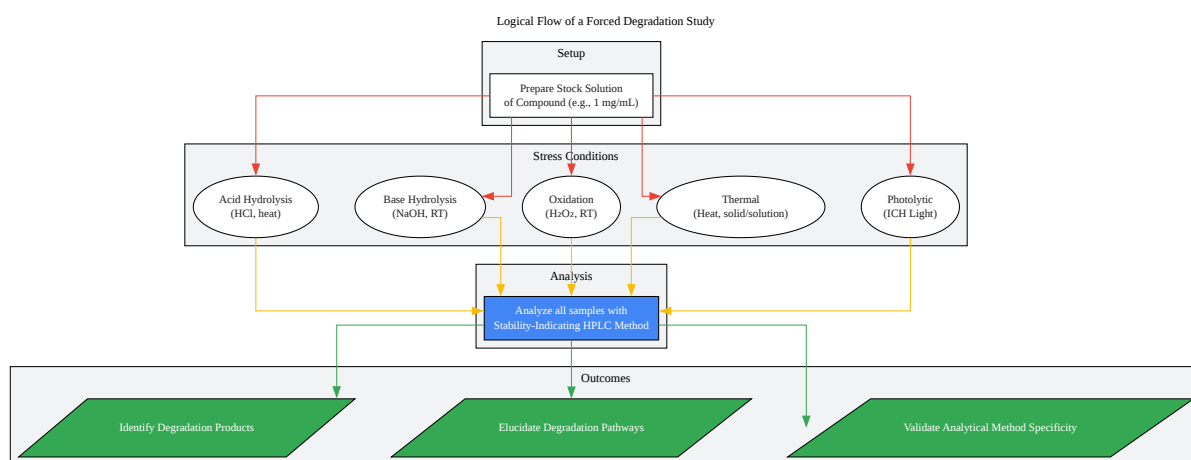 Logical Flow of a Forced Degradation Study
Setup
Prepare Stock Solution
of Compound (e.g., 1 mg/mL)
Stress Conditions
Acid Hydrolysis
(HCl, heat)
Base Hydrolysis
(NaOH, RT)
Oxidation
(H₂O₂, RT)
Thermal
(Heat, solid/solution)
Photolytic
(ICH Light)
Analysis
Analyze all samples with
Stability-Indicating HPLC Method
Outcomes
Identify Degradation Products
Elucidate Degradation Pathways
Validate Analytical Method Specificity